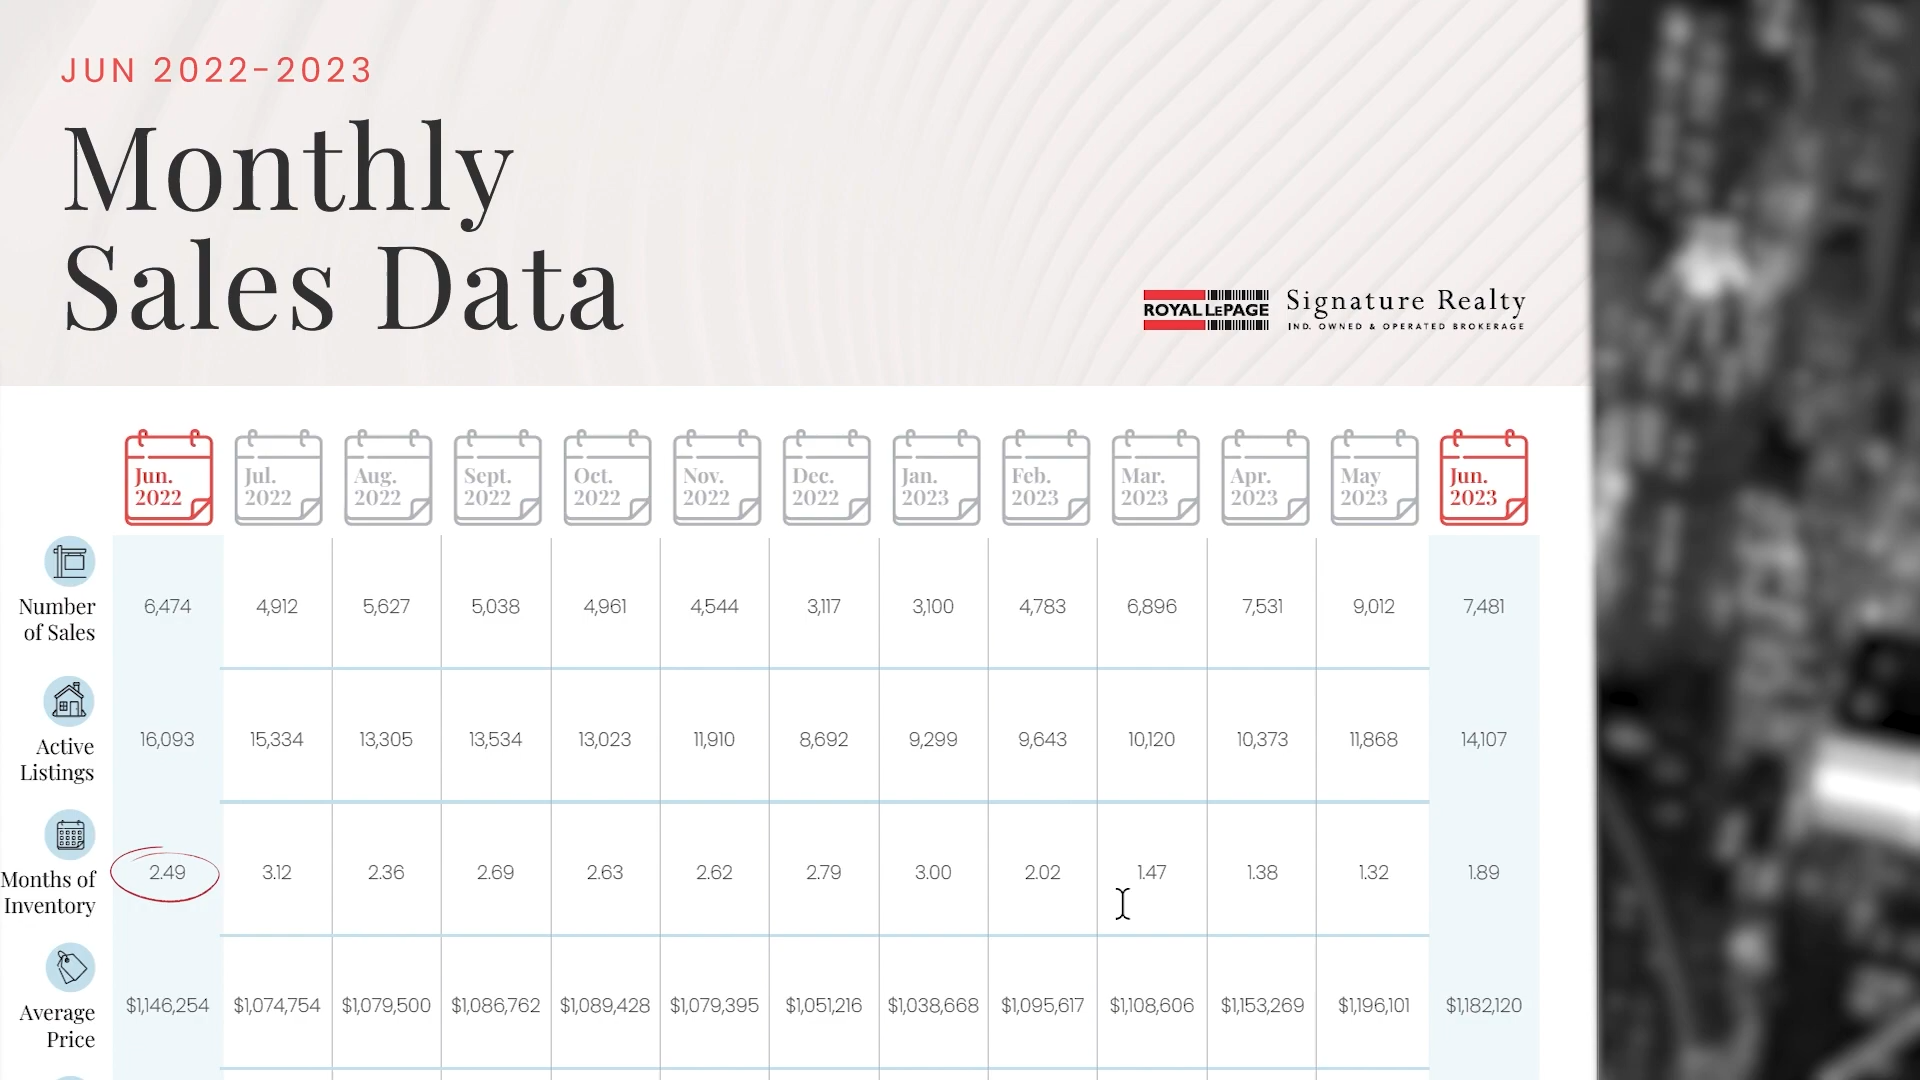 JUN 2022-2023
Monthly
Sales Data
ROYAL LEPAGE
Signature Realty
IND. OWNED & OPERATED BROKERAGE
Jun. 2022 Jul. 2022 Aug. 2022 Sept. 2022 Oct. 2022 Nov. 2022 Dec. 2022 Jan. 2023 Feb. 2023 Mar. 2023 Apr. 2023 May 2023 Jun. 2023
Number of Sales 6,474 4,912 5,627 5,038 4,961 4,544 3,117 3,100 4,783 6,896 7,531 9,012 7,481
Active Listings 16,093 15,334 13,305 13,534 13,023 11,910 8,692 9,299 9,643 10,120 10,373 11,868 14,107
Months of Inventory 2.49 3.12 2.36 2.69 2.63 2.62 2.79 3.00 2.02 1.47 1.38 1.32 1.89
Average Price $1,146,254 $1,074,754 $1,079,500 $1,086,762 $1,089,428 $1,079,395 $1,051,216 $1,038,668 $1,095,617 $1,108,606 $1,153,269 $1,196,101 $1,182,120